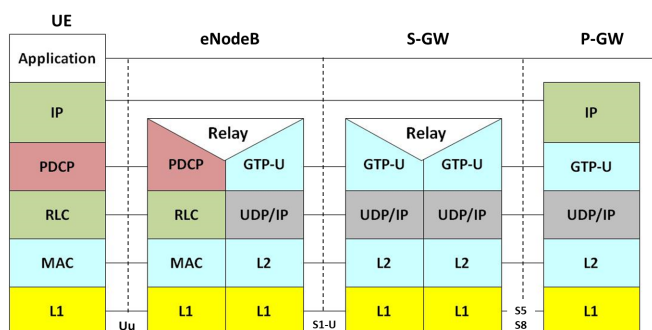 UE
eNodeB
S-GW
P-GW
Application
IP
IP
Relay
Relay
PDCP
PDCP
GTP-U
GTP-U
GTP-U
GTP-U
RLC
RLC
UDP/IP
UDP/IP
UDP/IP
UDP/IP
MAC
MAC
L2
L2
L2
L2
L1
L1
L1
L1
L1
L1
Uu
S1-U
S5
S8